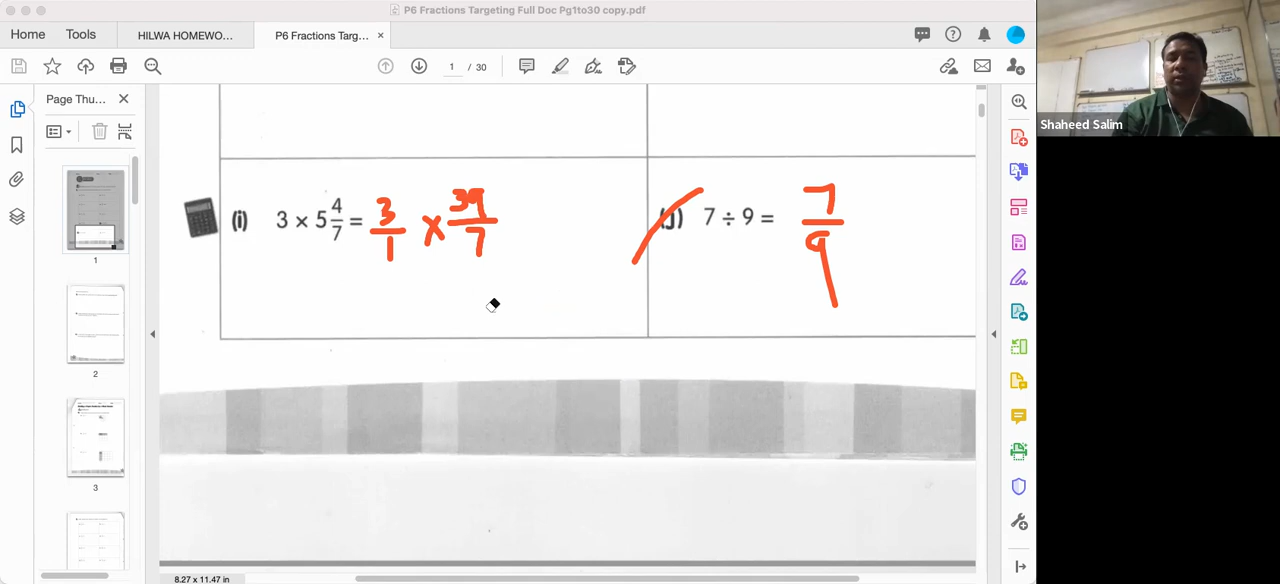 P6 Fractions Targeting Full Doc Pg1to30 copy.pdf
Home Tools HILWA HOMEWO... P6 Fractions Targ... ×
1 / 30
Page Thu... ×
Shaheed Salim
(i) 3 × 5 4/7 = 3/1 × 39/7
(j) 7 ÷ 9 = 7/9
1
2
3
8.27 x 11.47 in